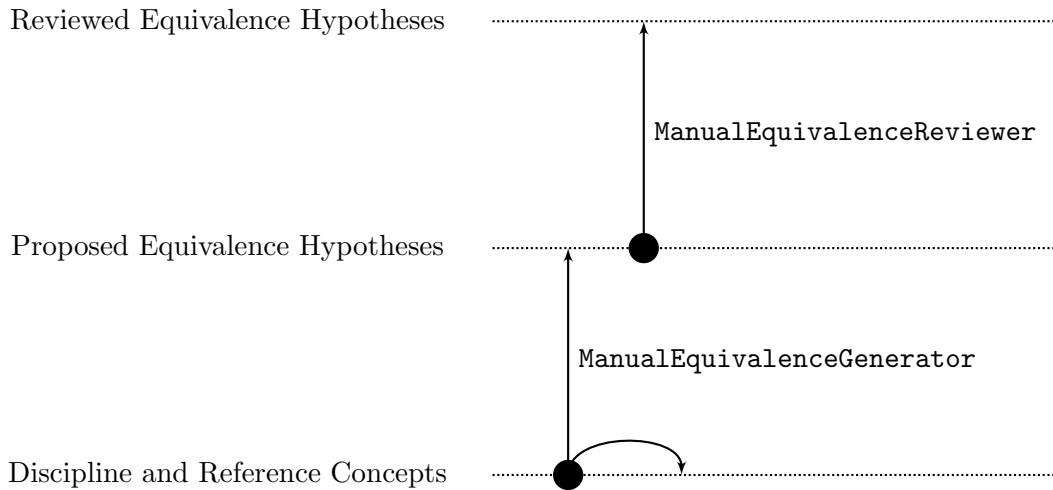 Reviewed Equivalence Hypotheses
ManualEquivalenceReviewer
Proposed Equivalence Hypotheses
ManualEquivalenceGenerator
Discipline and Reference Concepts